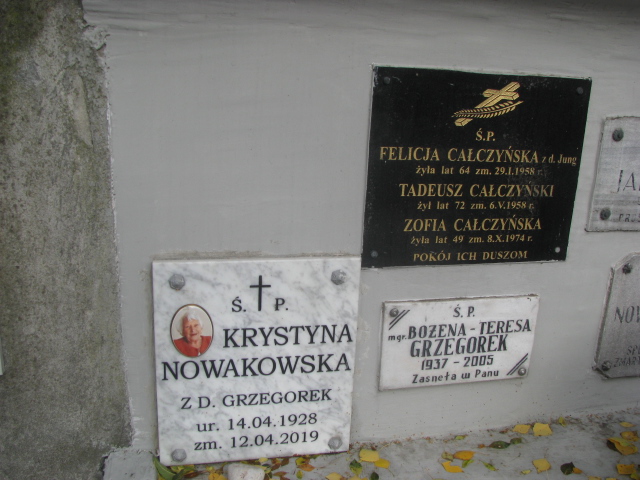 Ś.P.
FELICJA CAŁCZYŃSKA z d. Jung
żyła lat 64 zm. 29.I.1958 r.
TADEUSZ CAŁCZYŃSKI
żył lat 72 zm. 6.V.1958 r.
ZOFIA CAŁCZYŃSKA
żyła lat 49 zm. 8.X.1974 r.
POKÓJ ICH DUSZOM
Ś. P.
KRYSTYNA
NOWAKOWSKA
Z D. GRZEGOREK
ur. 14.04.1928
zm. 12.04.2019
Ś. P.
mgr. BOŻENA - TERESA
GRZEGOREK
1937 - 2005
Zasnęła w Panu
JA
NO